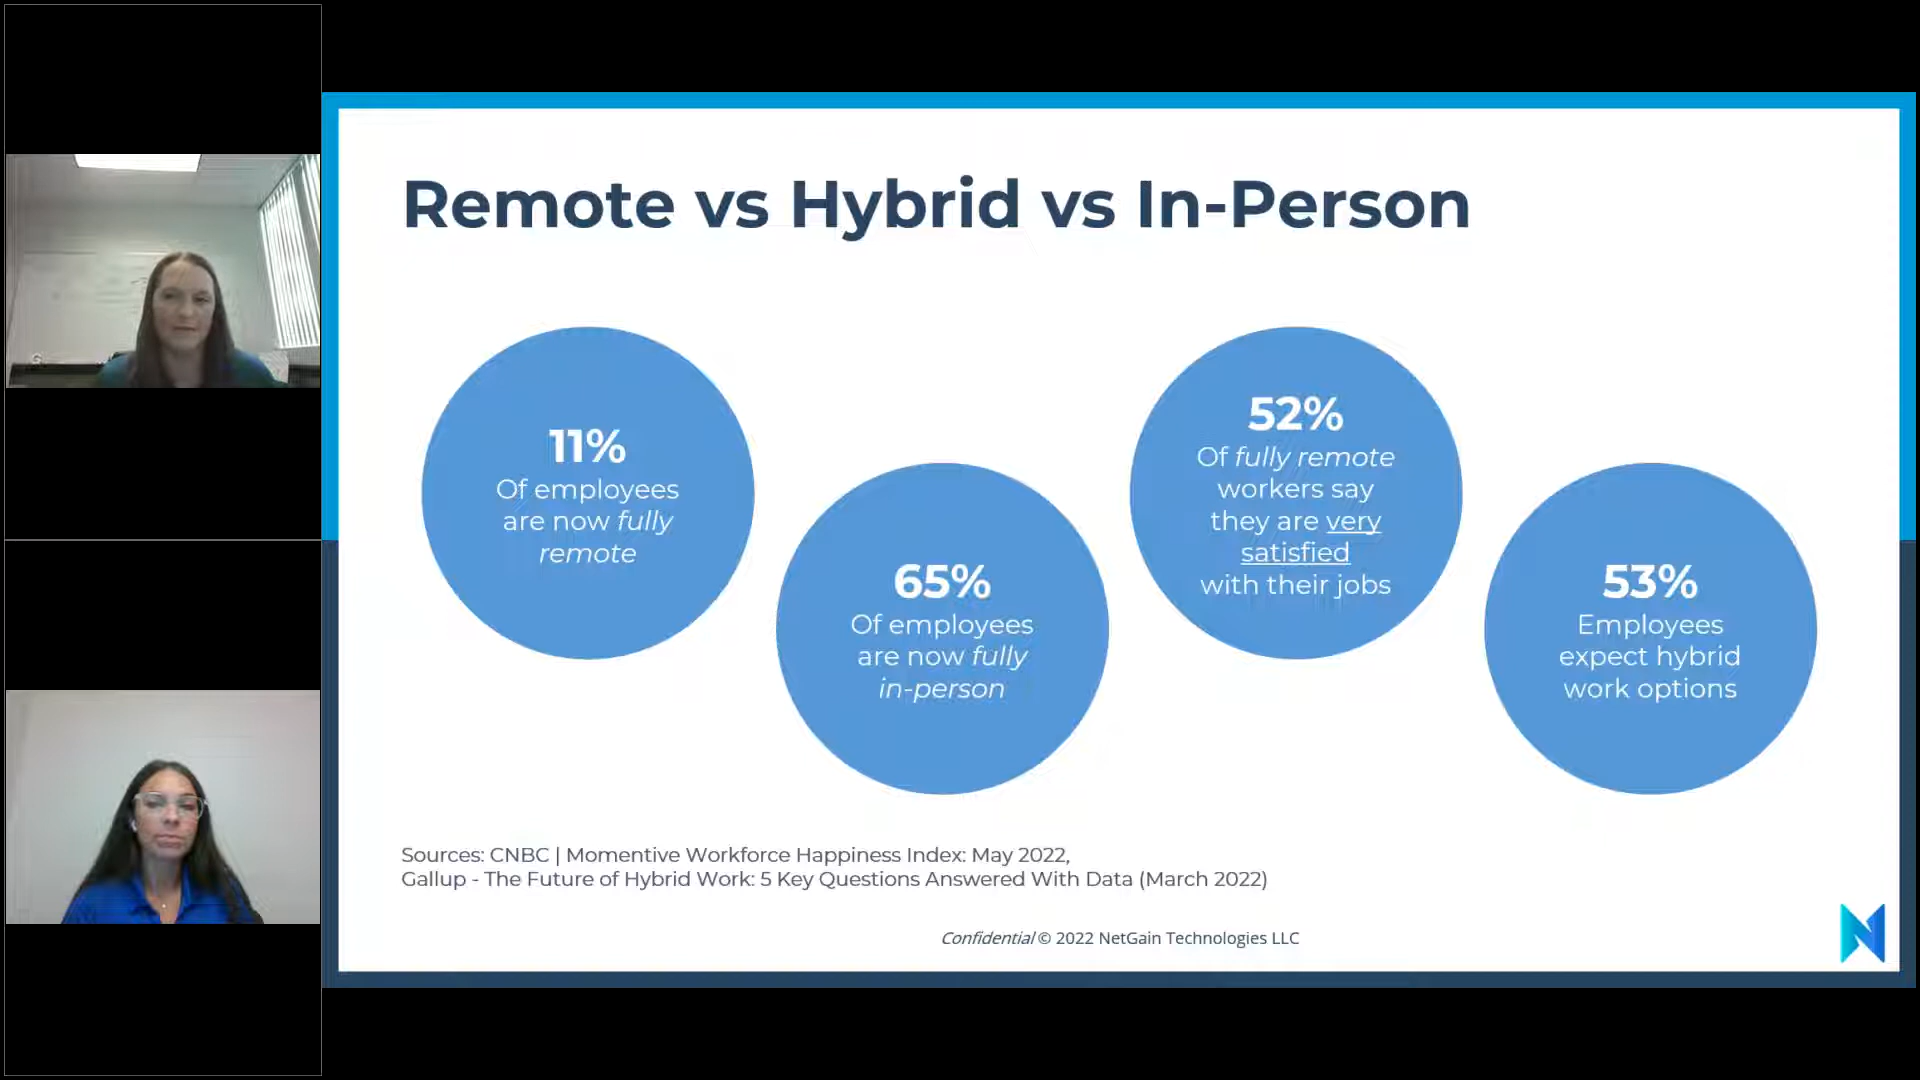 Remote vs Hybrid vs In-Person
11%
Of employees
are now fully
remote
65%
Of employees
are now fully
in-person
52%
Of fully remote
workers say
they are very
satisfied
with their jobs
53%
Employees
expect hybrid
work options
Sources: CNBC | Momentive Workforce Happiness Index: May 2022,
Gallup - The Future of Hybrid Work: 5 Key Questions Answered With Data (March 2022)
Confidential © 2022 NetGain Technologies LLC